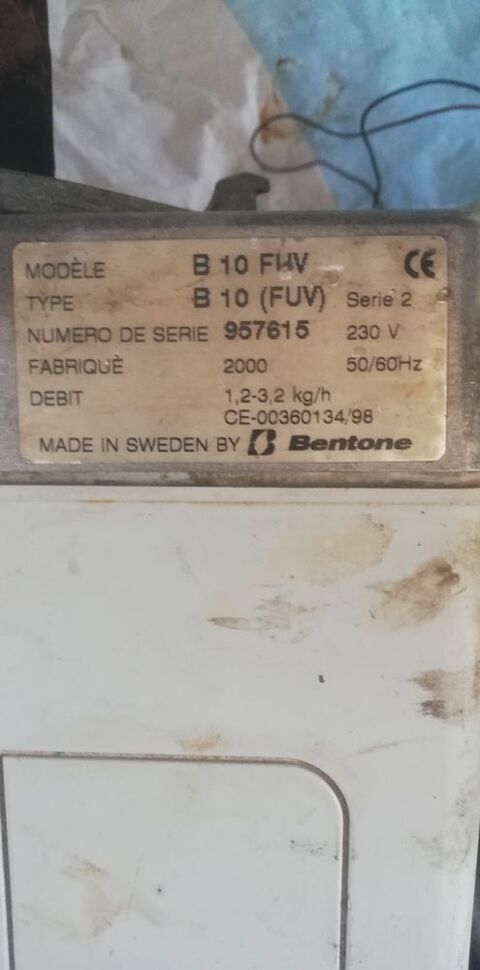 MODÈLE B 10 FUV CE
TYPE B 10 (FUV) Serie 2
NUMERO DE SERIE 957615 230 V
FABRIQUÈ 2000 50/60Hz
DEBIT 1,2-3,2 kg/h
CE-00360134/98
MADE IN SWEDEN BY Bentone